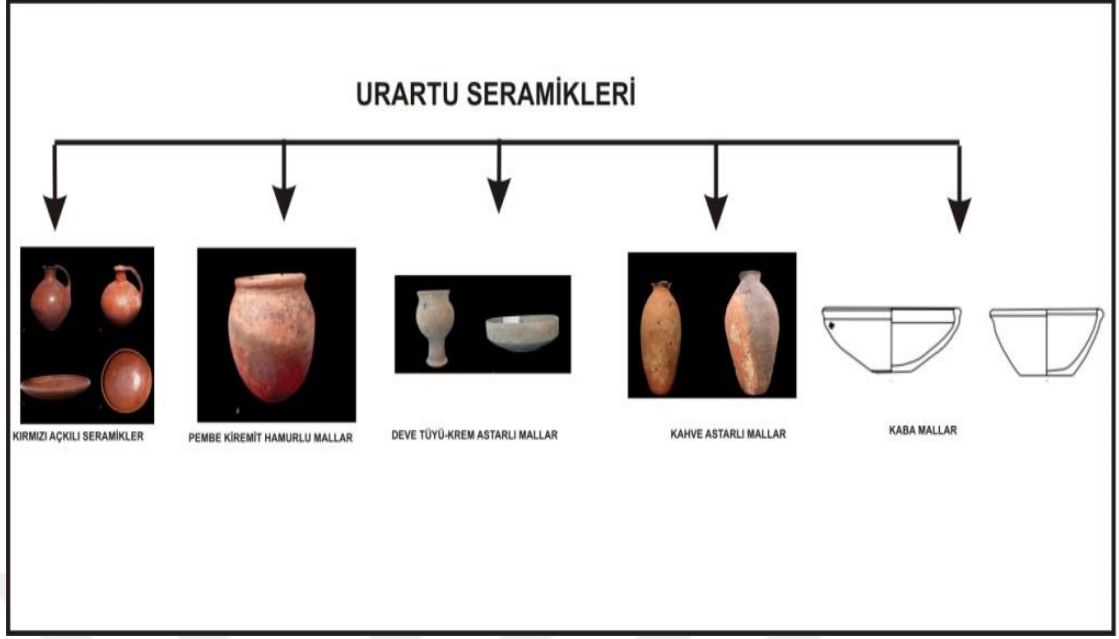 URARTU SERAMİKLERİ
KIRMIZI AÇKILI SERAMİKLER
PEMBE KİREMİT HAMURLU MALLAR
DEVE TÜYÜ-KREM ASTARLI MALLAR
KAHVE ASTARLI MALLAR
KABA MALLAR